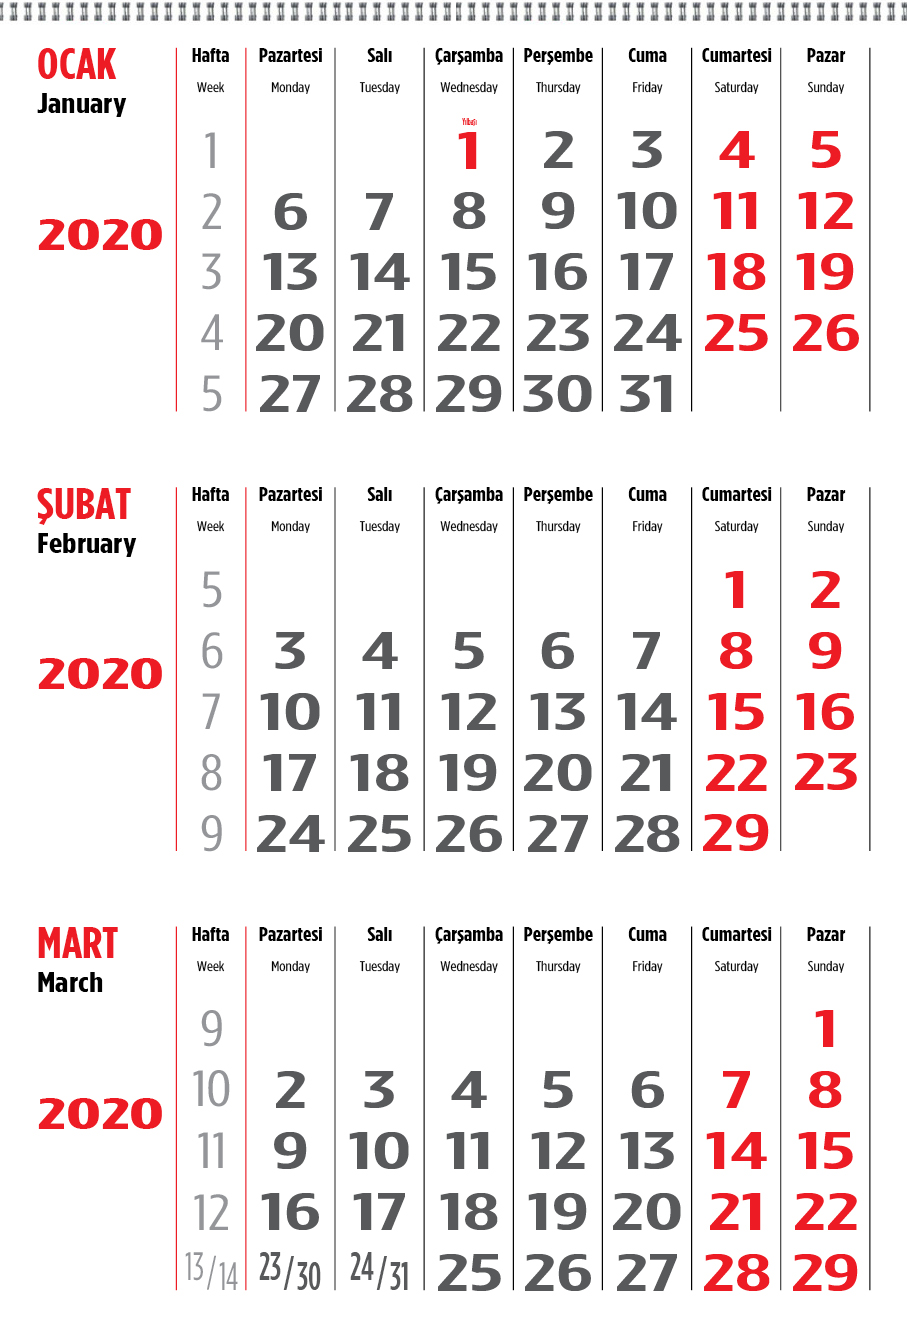 OCAK
January
2020
Hafta Pazartesi Salı Çarşamba Perşembe Cuma Cumartesi Pazar
Week Monday Tuesday Wednesday Thursday Friday Saturday Sunday
Yılbaşı
1 1 2 3 4 5
2 6 7 8 9 10 11 12
3 13 14 15 16 17 18 19
4 20 21 22 23 24 25 26
5 27 28 29 30 31
ŞUBAT
February
2020
Hafta Pazartesi Salı Çarşamba Perşembe Cuma Cumartesi Pazar
Week Monday Tuesday Wednesday Thursday Friday Saturday Sunday
5 1 2
6 3 4 5 6 7 8 9
7 10 11 12 13 14 15 16
8 17 18 19 20 21 22 23
9 24 25 26 27 28 29
MART
March
2020
Hafta Pazartesi Salı Çarşamba Perşembe Cuma Cumartesi Pazar
Week Monday Tuesday Wednesday Thursday Friday Saturday Sunday
9 1
10 2 3 4 5 6 7 8
11 9 10 11 12 13 14 15
12 16 17 18 19 20 21 22
13/14 23/30 24/31 25 26 27 28 29